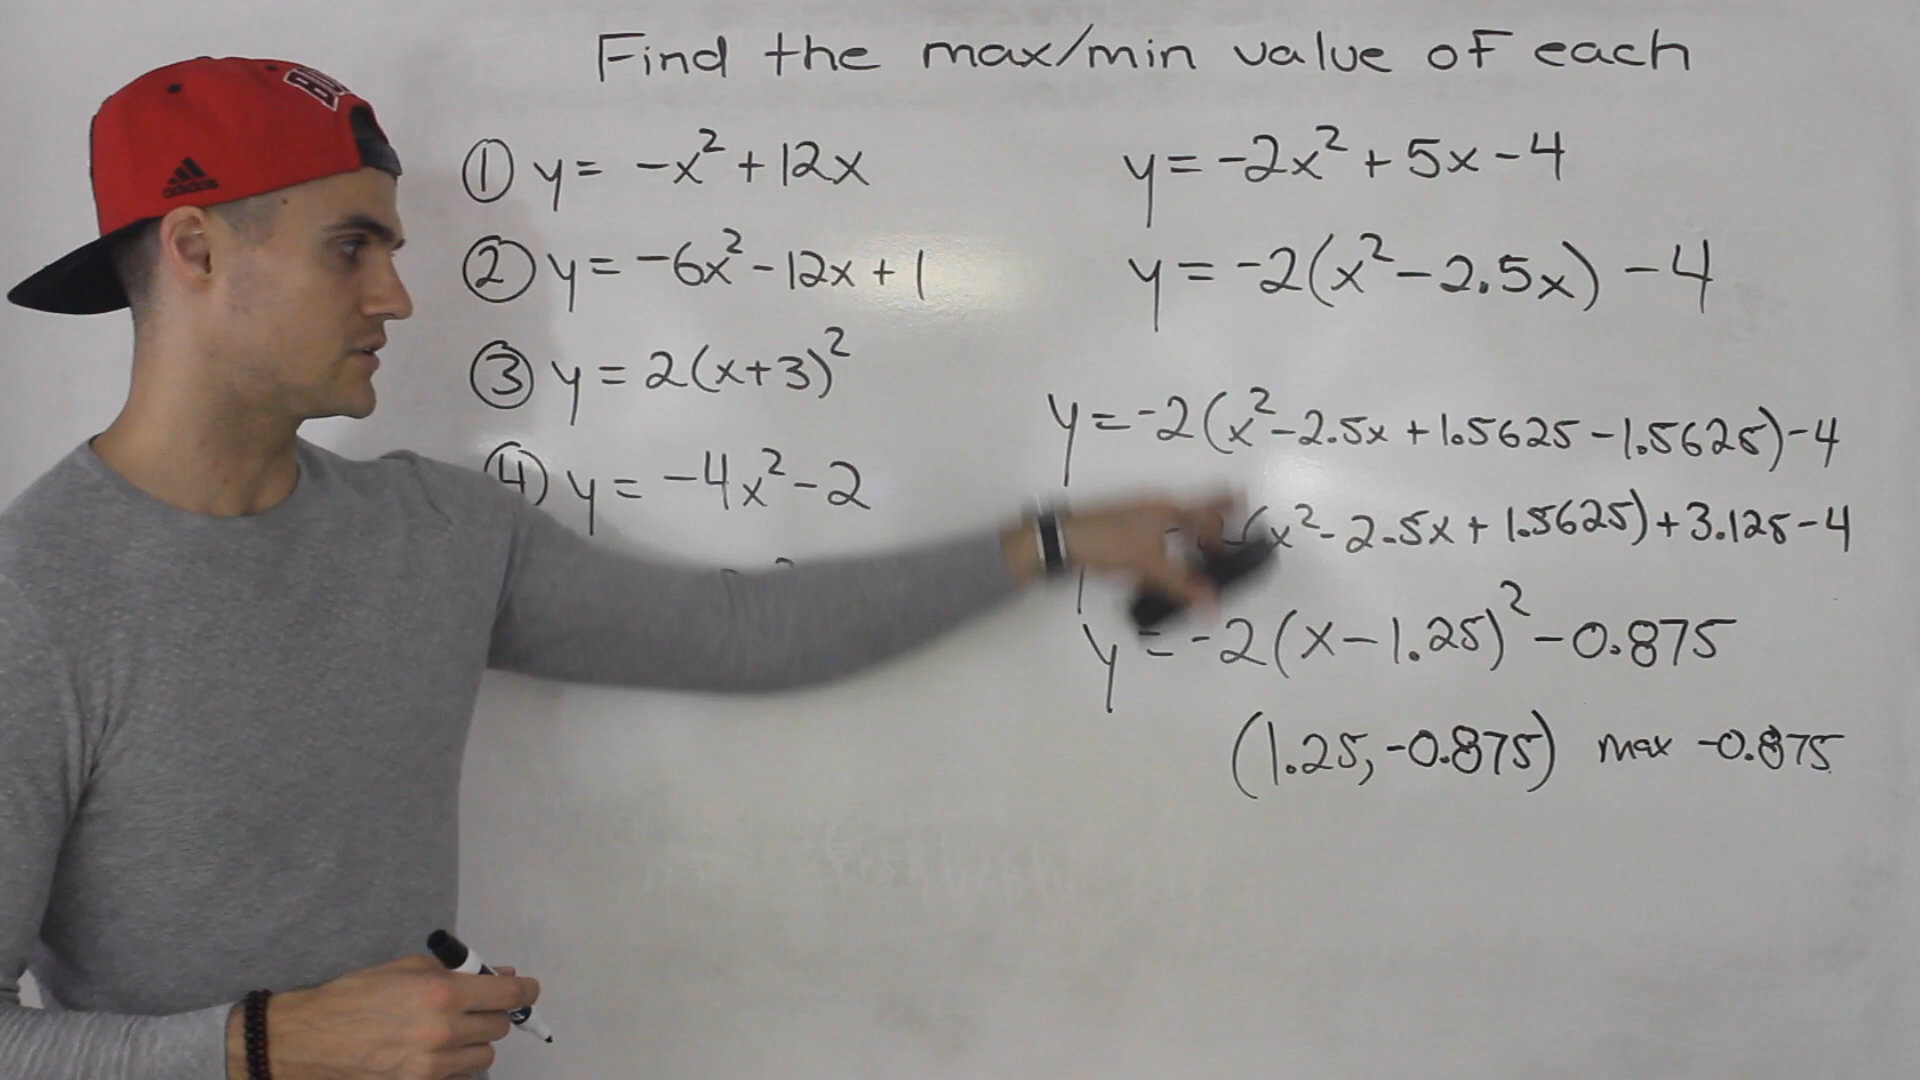 Find the max/min value of each
① y = -x² + 12x
② y = -6x² - 12x + 1
③ y = 2(x+3)²
④ y = -4x² - 2
y = -2x² + 5x - 4
y = -2(x² - 2.5x) - 4
y = -2(x² - 2.5x + 1.5625 - 1.5625) - 4
(x² - 2.5x + 1.5625) + 3.125 - 4
y = -2(x - 1.25)² - 0.875
(1.25, -0.875) max -0.875
adidas